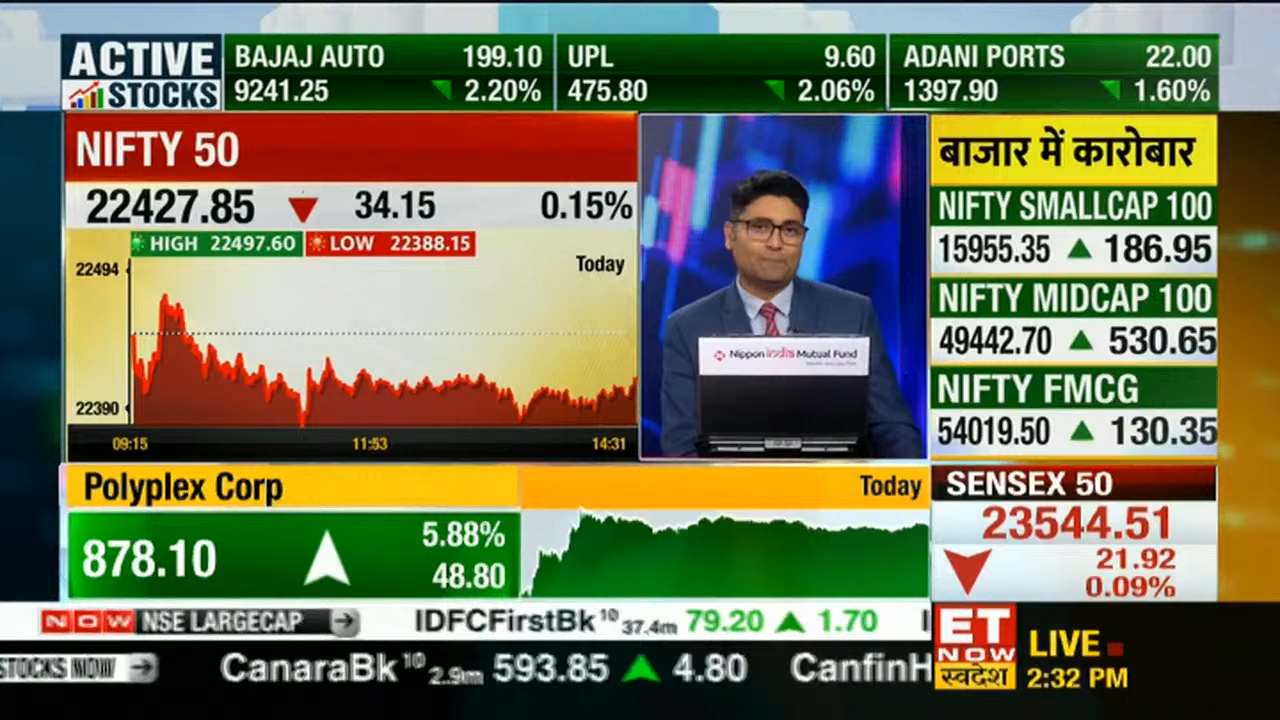 ACTIVE
STOCKS
BAJAJ AUTO 199.10
9241.25 2.20%
UPL 9.60
475.80 2.06%
ADANI PORTS 22.00
1397.90 1.60%
NIFTY 50
22427.85 34.15 0.15%
HIGH 22497.60 LOW 22388.15
Today
22494
22390
09:15 11:53 14:31
Nippon india Mutual Fund
बाजार में कारोबार
NIFTY SMALLCAP 100
15955.35 186.95
NIFTY MIDCAP 100
49442.70 530.65
NIFTY FMCG
54019.50 130.35
Polyplex Corp Today
878.10
5.88%
48.80
SENSEX 50
23544.51
21.92
0.09%
NOW NSE LARGECAP IDFCFirstBk 10 37.4m 79.20 1.70
STOCKS NOW CanaraBk 10 2.9m 593.85 4.80 CanfinH
ET
NOW
स्वदेश
LIVE
2:32 PM